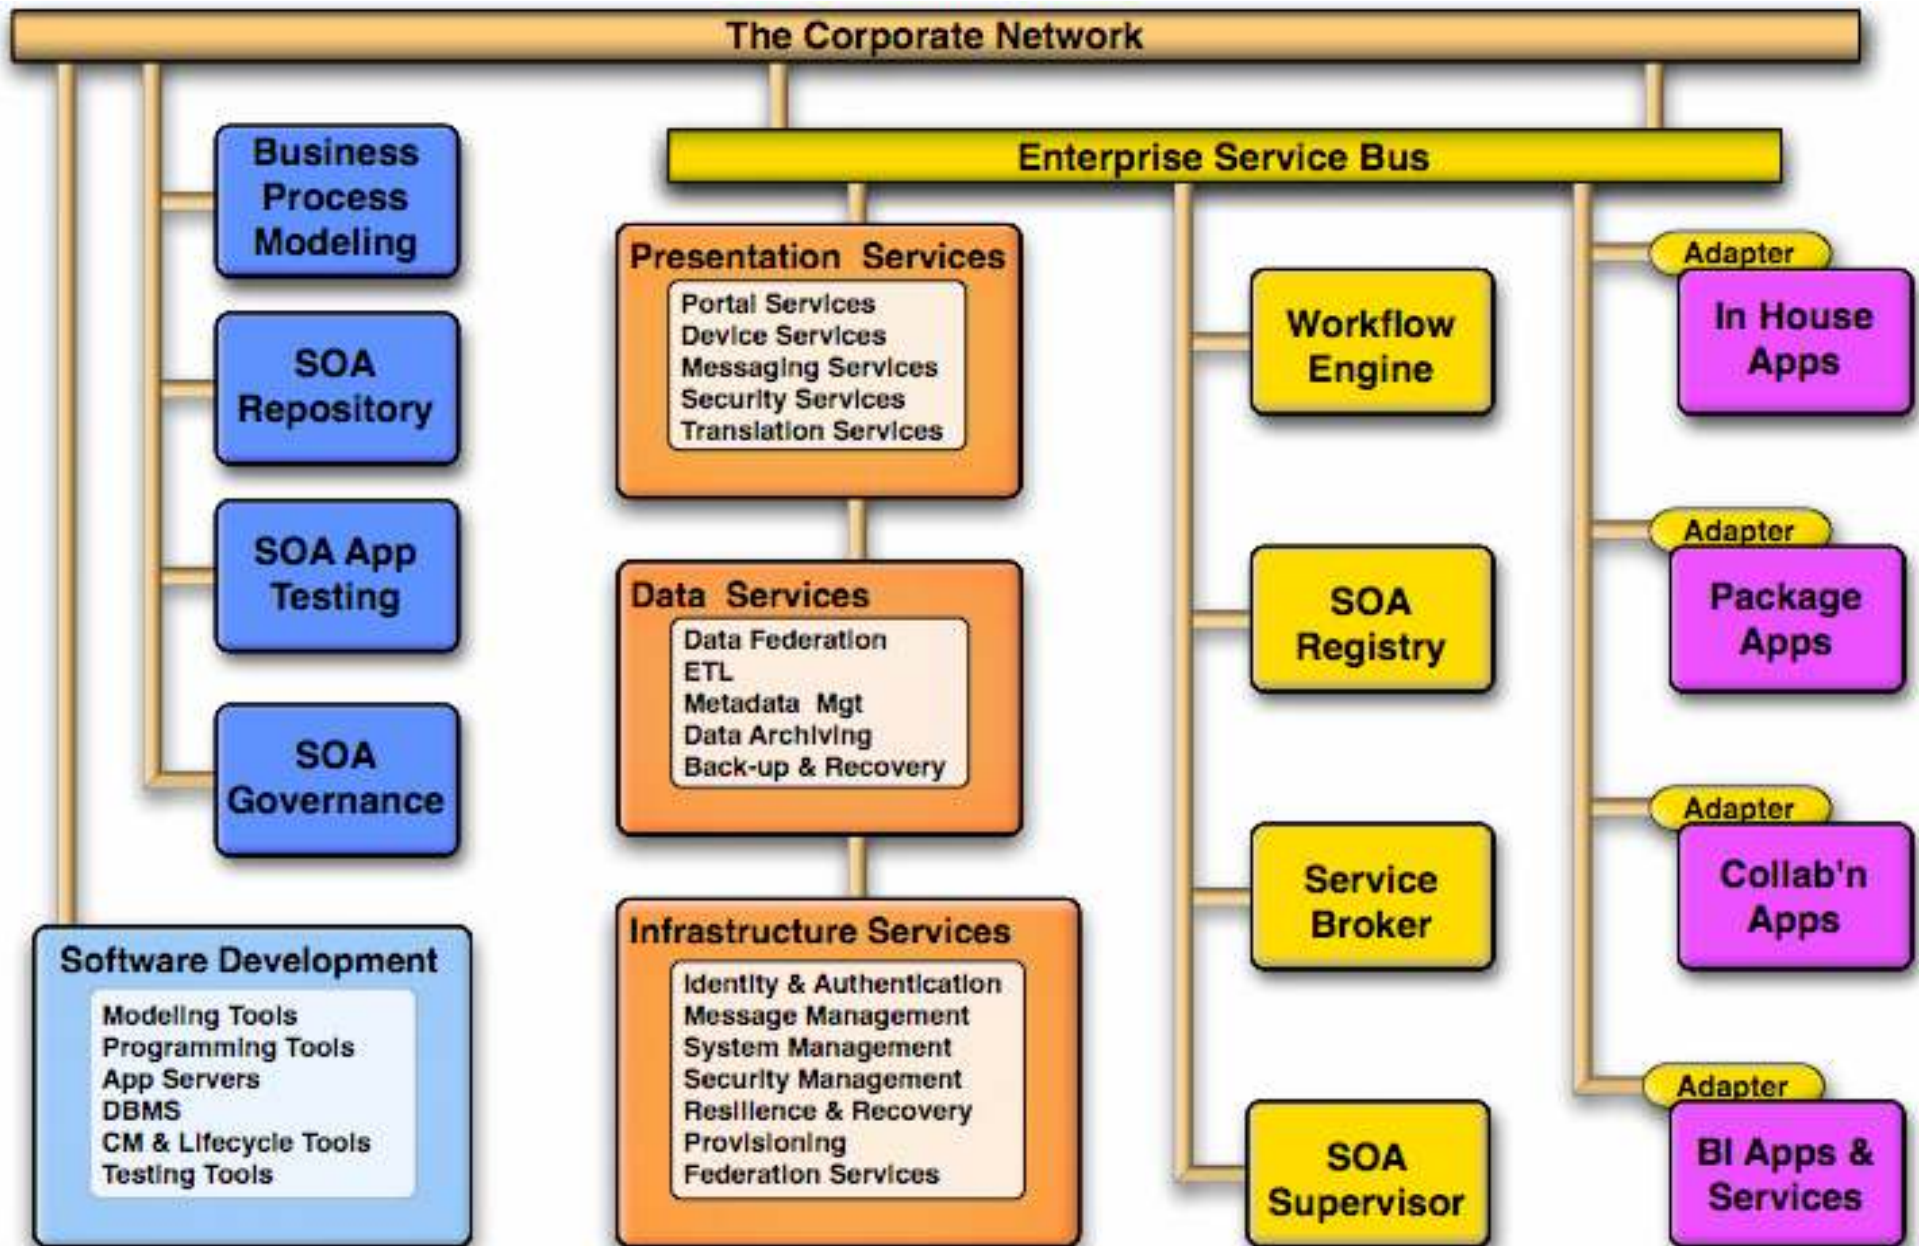 The Corporate Network
Business
Process
Modeling
SOA
Repository
SOA App
Testing
SOA
Governance
Software Development
Modeling Tools
Programming Tools
App Servers
DBMS
CM & Lifecycle Tools
Testing Tools
Enterprise Service Bus
Presentation Services
Portal Services
Device Services
Messaging Services
Security Services
Translation Services
Data Services
Data Federation
ETL
Metadata Mgt
Data Archiving
Back-up & Recovery
Infrastructure Services
Identity & Authentication
Message Management
System Management
Security Management
Resilience & Recovery
Provisioning
Federation Services
Workflow
Engine
SOA
Registry
Service
Broker
SOA
Supervisor
Adapter
In House
Apps
Adapter
Package
Apps
Adapter
Collab'n
Apps
Adapter
BI Apps &
Services